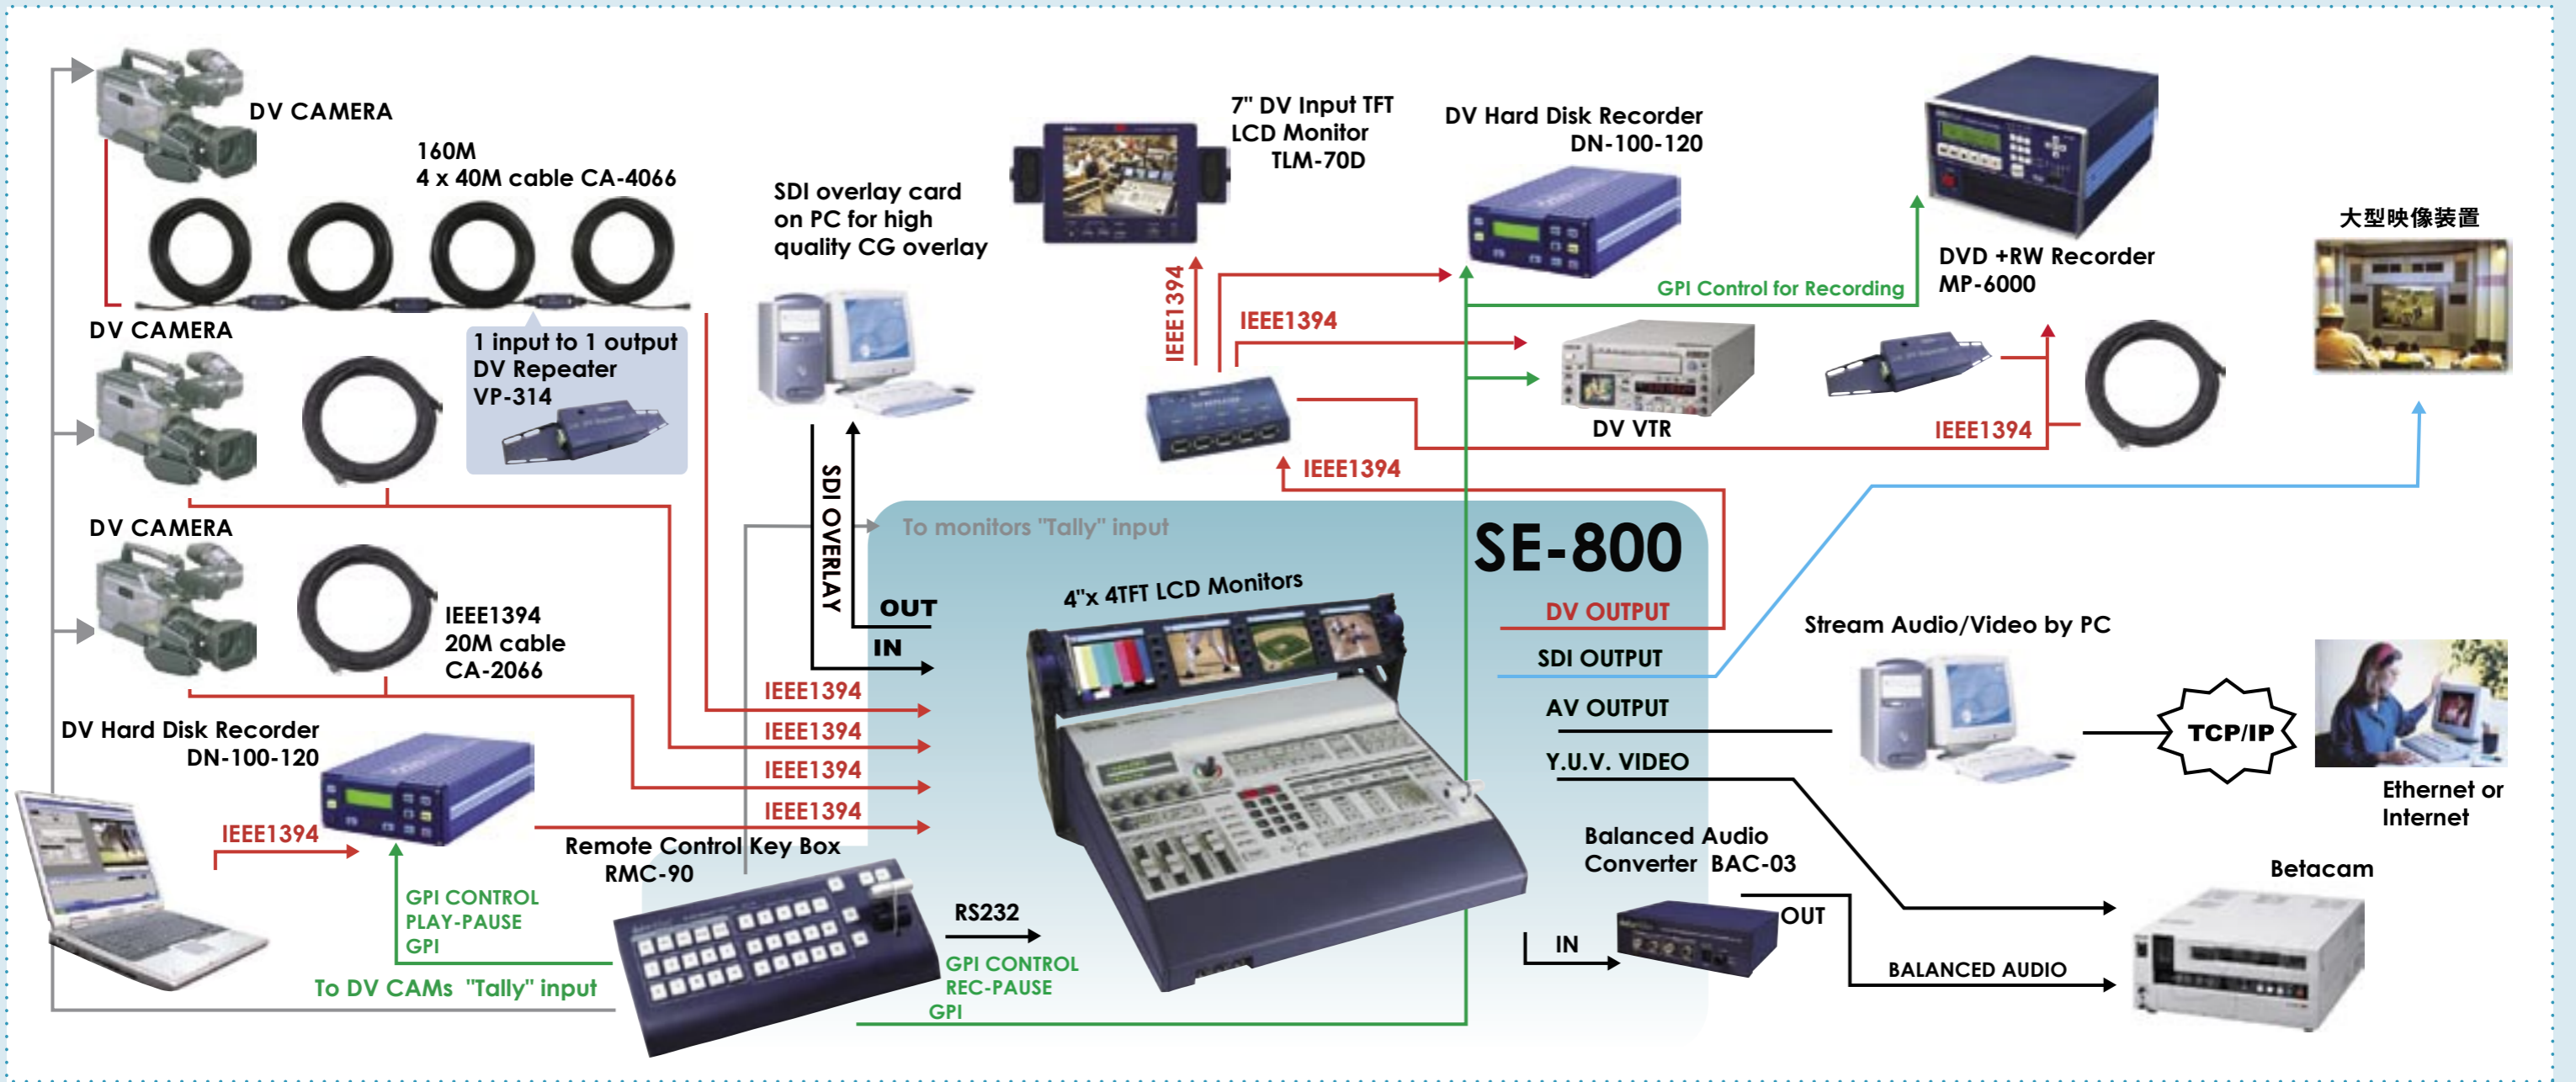 DV CAMERA
160M
4 x 40M cable CA-4066
DV CAMERA
1 input to 1 output
DV Repeater
VP-314
DV CAMERA
IEEE1394
20M cable
CA-2066
DV Hard Disk Recorder
DN-100-120
IEEE1394
GPI CONTROL
PLAY-PAUSE
GPI
To DV CAMs "Tally" input
SDI overlay card
on PC for high
quality CG overlay
SDI OVERLAY
OUT
IN
IEEE1394
IEEE1394
IEEE1394
IEEE1394
Remote Control Key Box
RMC-90
RS232
GPI CONTROL
REC-PAUSE
GPI
To monitors "Tally" input
4"x 4TFT LCD Monitors
SE-800
DV OUTPUT
SDI OUTPUT
AV OUTPUT
Y.U.V. VIDEO
7" DV Input TFT
LCD Monitor
TLM-70D
IEEE1394
IEEE1394
IEEE1394
DV Hard Disk Recorder
DN-100-120
GPI Control for Recording
DV VTR
IEEE1394
DVD +RW Recorder
MP-6000
大型映像装置
Stream Audio/Video by PC
TCP/IP
Ethernet or
Internet
Balanced Audio
Converter BAC-03
IN
OUT
BALANCED AUDIO
Betacam